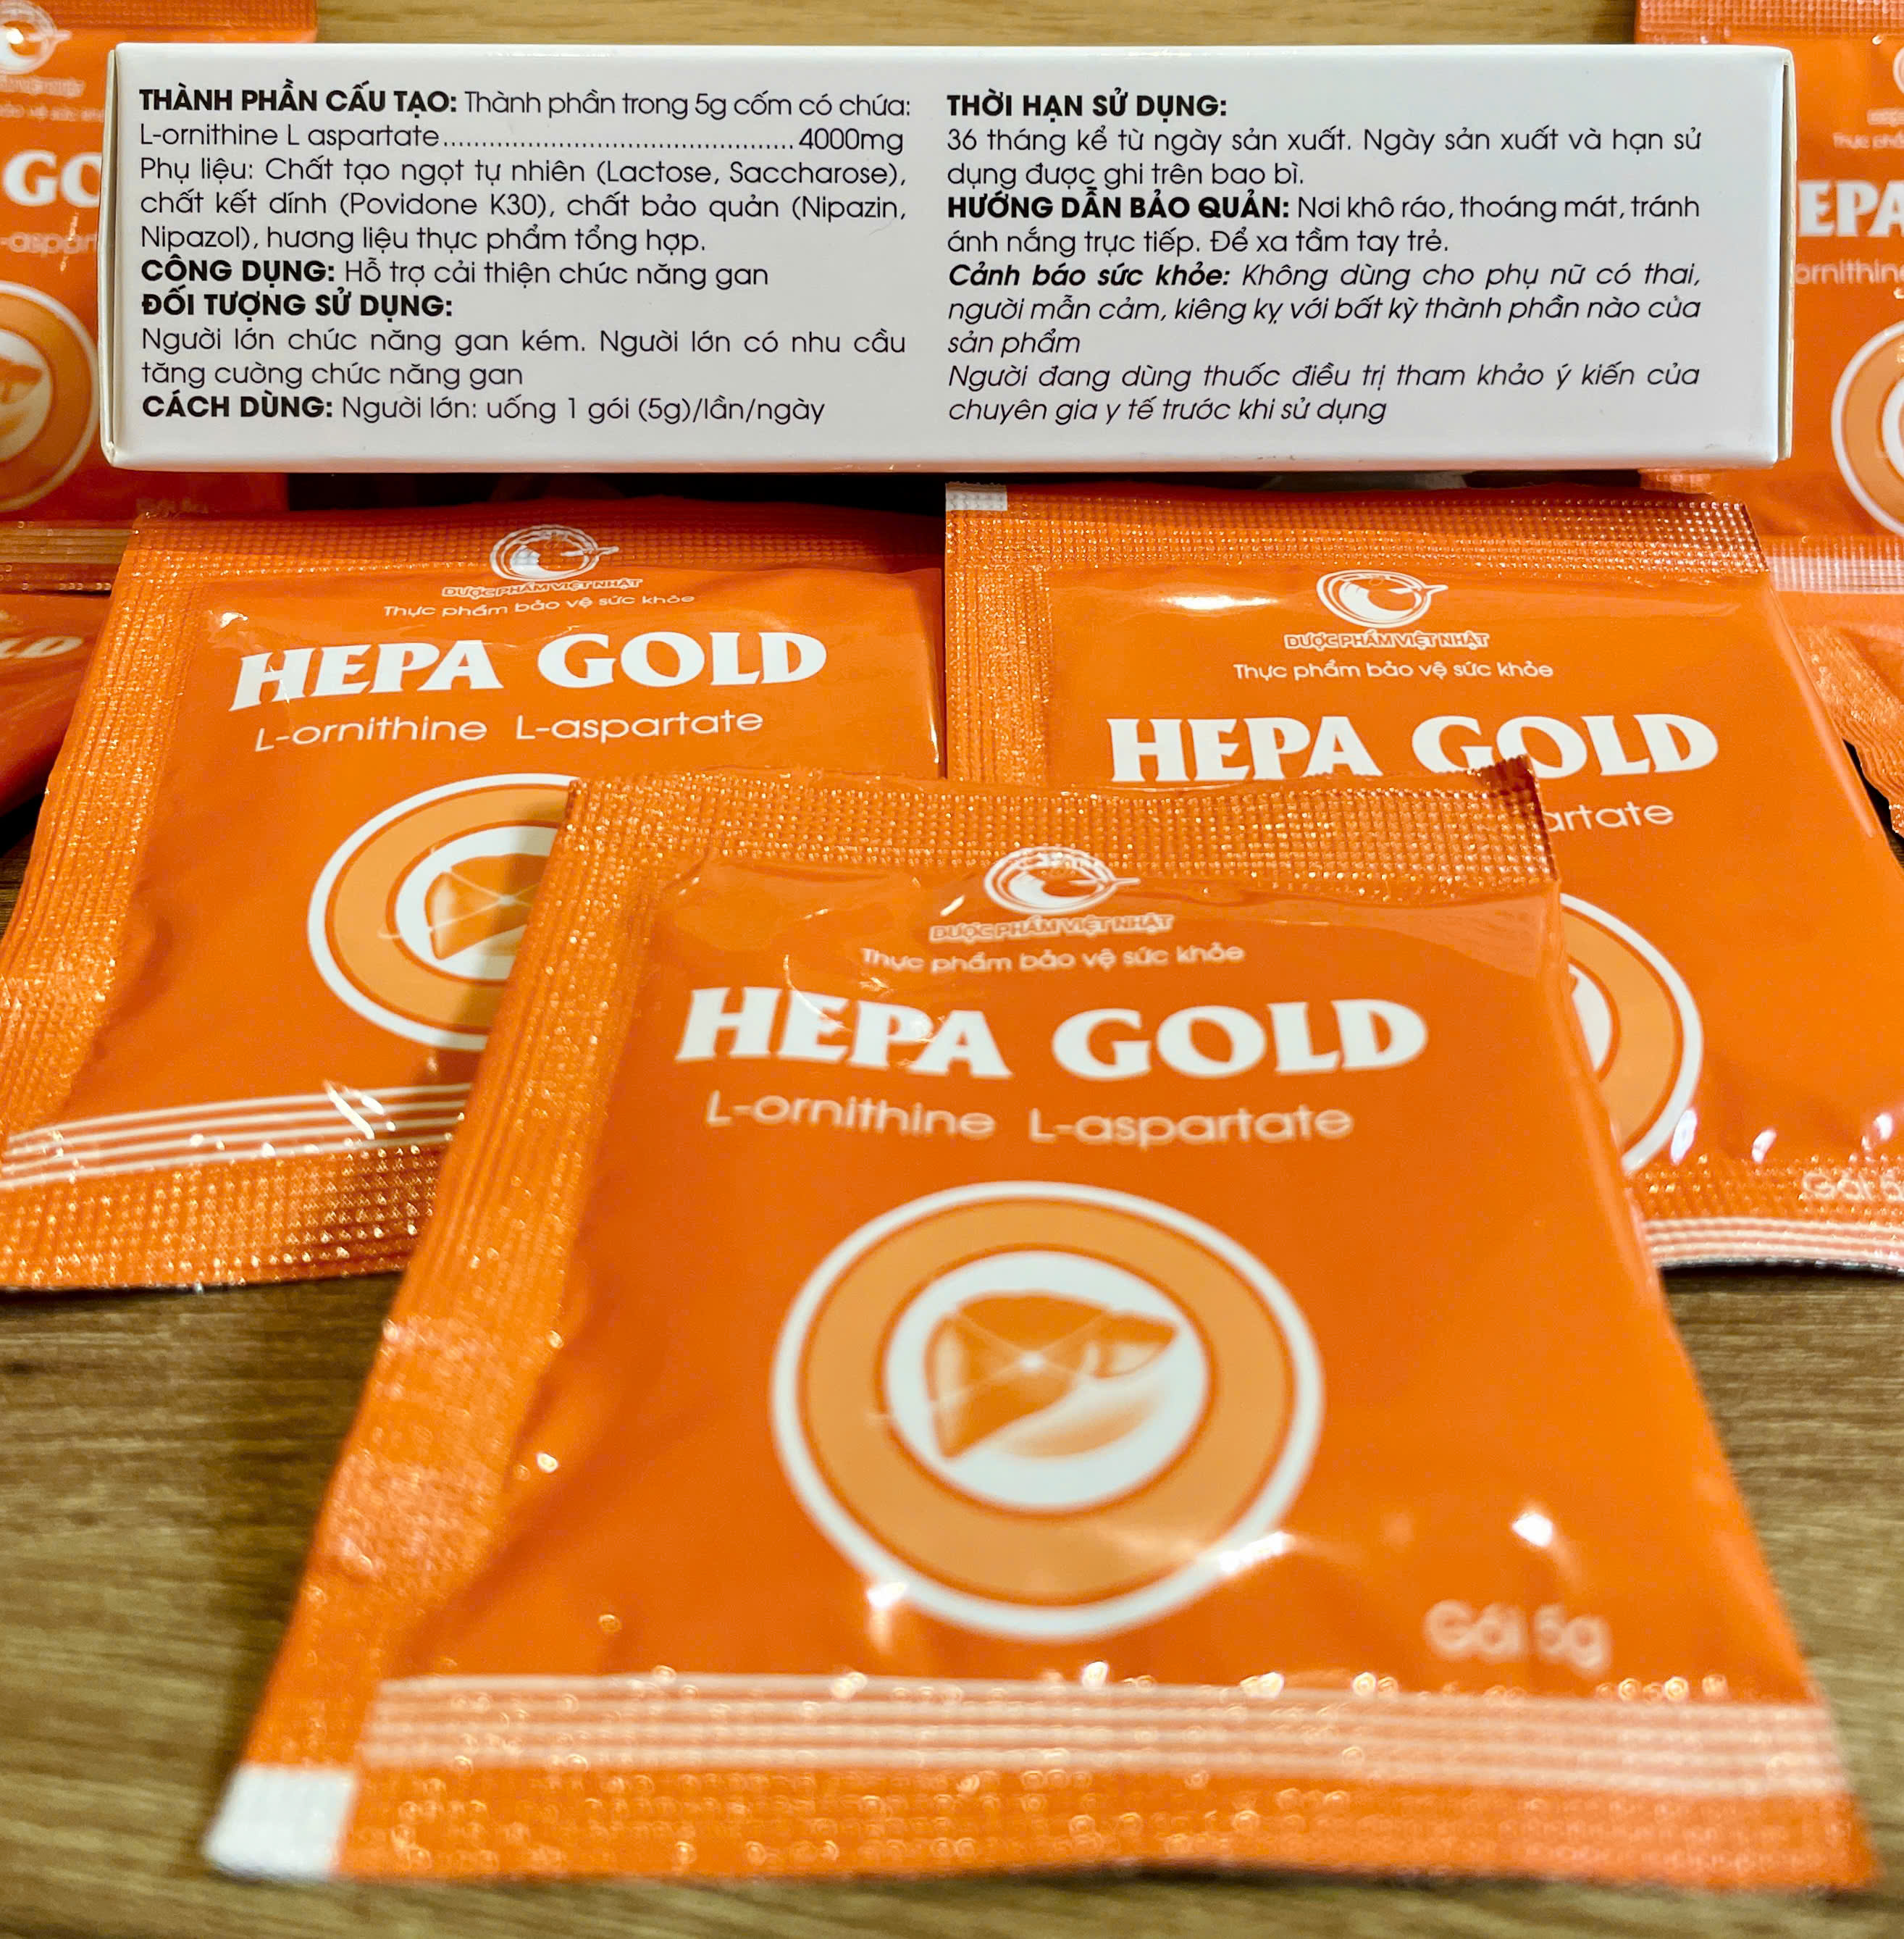 THÀNH PHẦN CẤU TẠO: Thành phần trong 5g cốm có chứa:
L-ornithine L aspartate............................................... 4000mg
Phụ liệu: Chất tạo ngọt tự nhiên (Lactose, Saccharose),
chất kết dính (Povidone K30), chất bảo quản (Nipazin,
Nipazol), hương liệu thực phẩm tổng hợp.
CÔNG DỤNG: Hỗ trợ cải thiện chức năng gan
ĐỐI TƯỢNG SỬ DỤNG:
Người lớn chức năng gan kém. Người lớn có nhu cầu
tăng cường chức năng gan
CÁCH DÙNG: Người lớn: uống 1 gói (5g)/lần/ngày
THỜI HẠN SỬ DỤNG:
36 tháng kể từ ngày sản xuất. Ngày sản xuất và hạn sử
dụng được ghi trên bao bì.
HƯỚNG DẪN BẢO QUẢN: Nơi khô ráo, thoáng mát, tránh
ánh nắng trực tiếp. Để xa tầm tay trẻ.
Cảnh báo sức khỏe: Không dùng cho phụ nữ có thai,
người mẫn cảm, kiêng kỵ với bất kỳ thành phần nào của
sản phẩm
Người đang dùng thuốc điều trị tham khảo ý kiến của
chuyên gia y tế trước khi sử dụng
GO
EPA
ornithin
DƯỢC PHẨM VIỆT NHẬT
Thực phẩm bảo vệ sức khỏe
HEPA GOLD
L-ornithine L-aspartate
DƯỢC PHẨM VIỆT NHẬT
Thực phẩm bảo vệ sức khỏe
HEPA GOLD
artate
Gói 5
DƯỢC PHẨM VIỆT NHẬT
Thực phẩm bảo vệ sức khỏe
HEPA GOLD
L-ornithine L-aspartate
Gói 5g